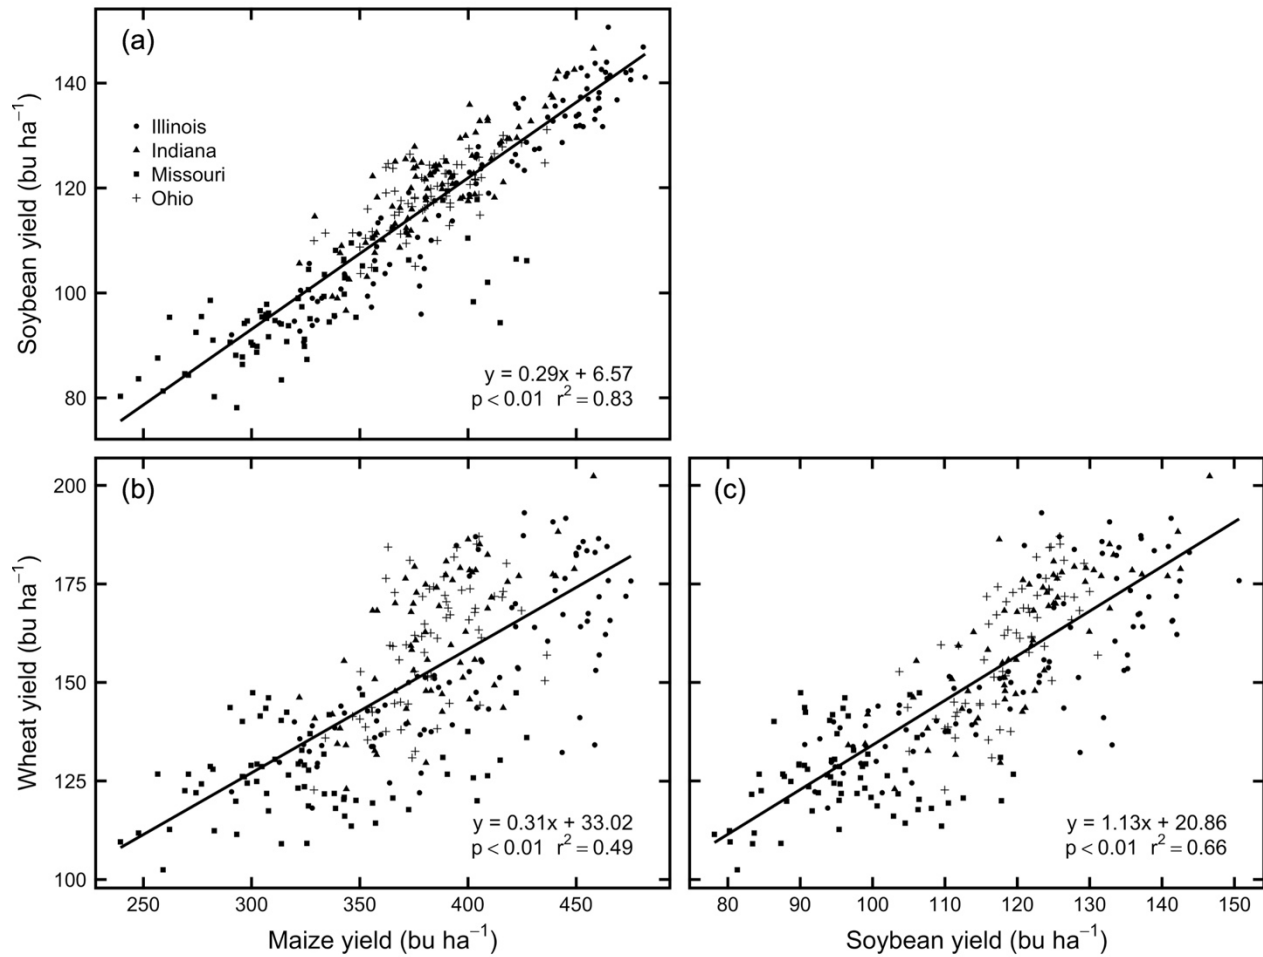 (a)
140
120
100
80
Soybean yield (bu ha⁻¹)
Illinois
Indiana
Missouri
Ohio
y = 0.29x + 6.57
p < 0.01 r² = 0.83
(b)
200
175
150
125
100
Wheat yield (bu ha⁻¹)
y = 0.31x + 33.02
p < 0.01 r² = 0.49
250 300 350 400 450
Maize yield (bu ha⁻¹)
(c)
y = 1.13x + 20.86
p < 0.01 r² = 0.66
80 90 100 110 120 130 140 150
Soybean yield (bu ha⁻¹)